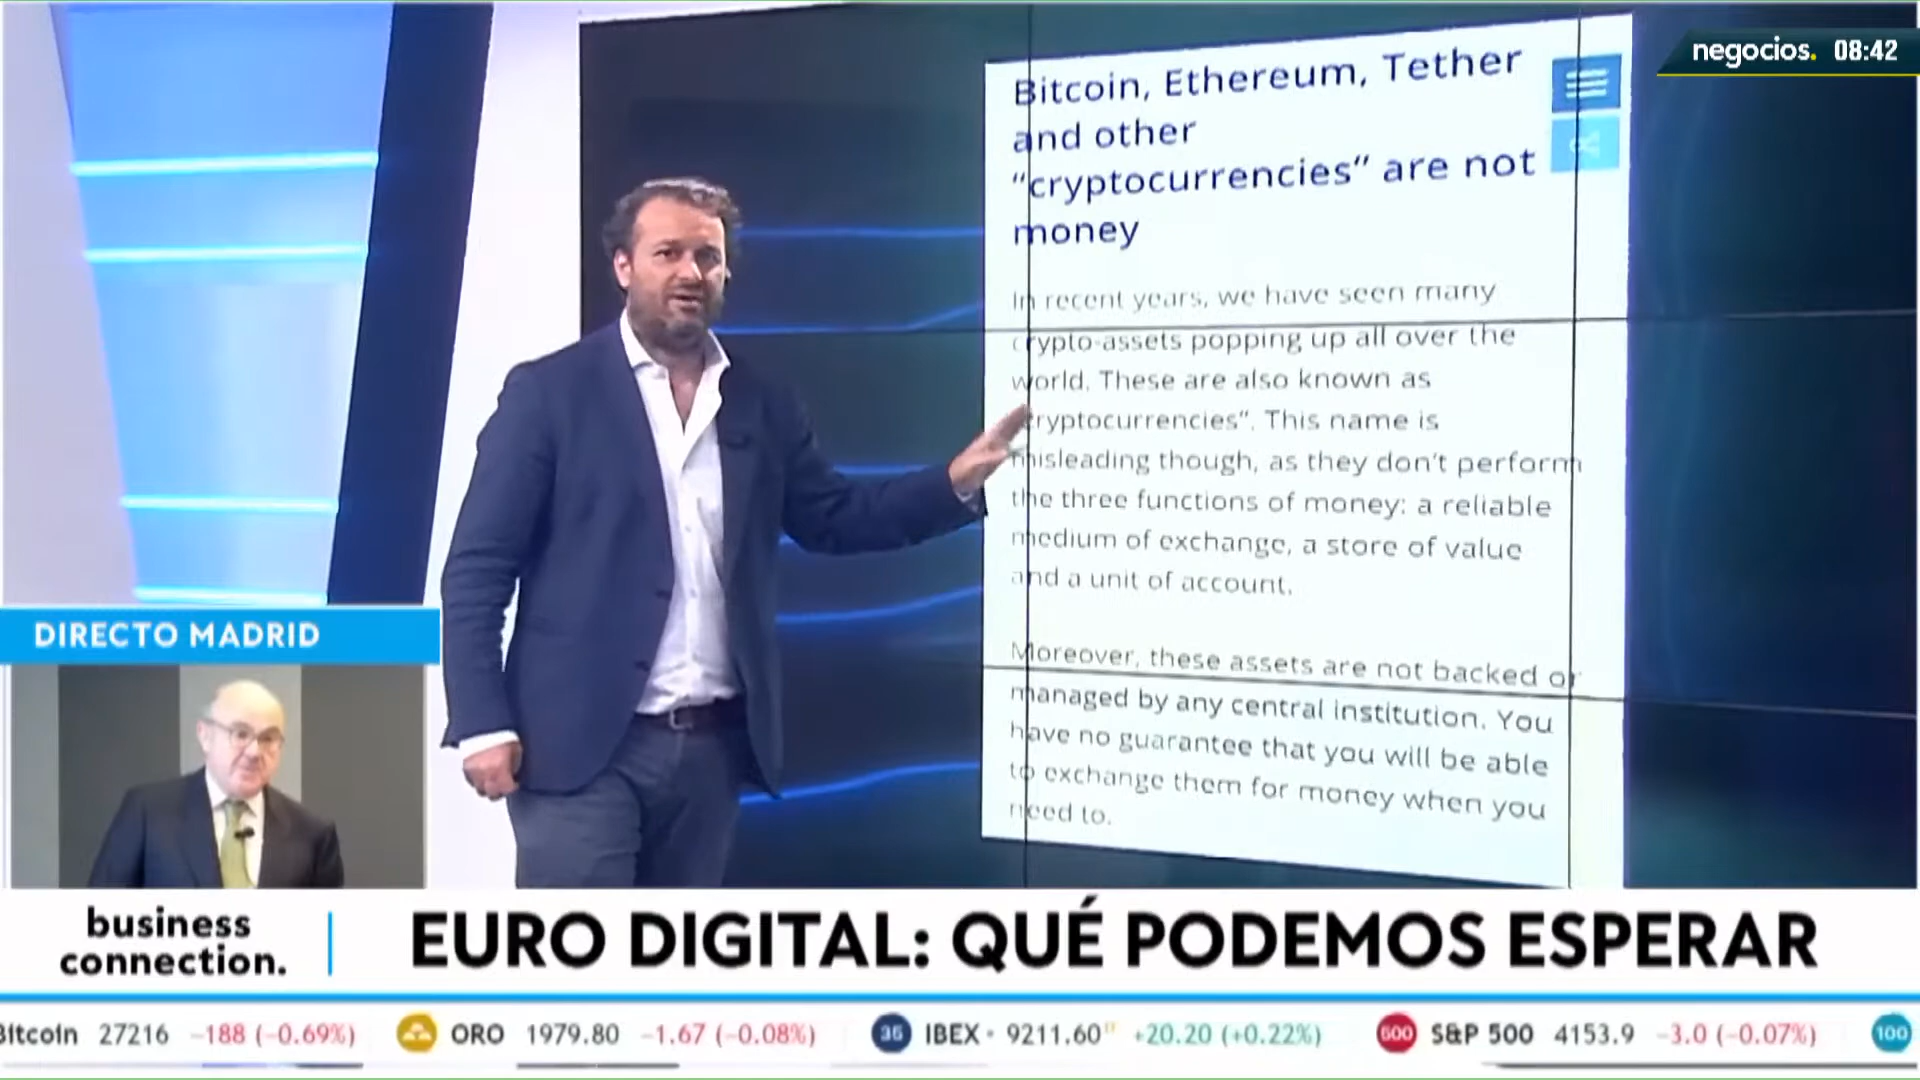 negocios. 08:42
Bitcoin, Ethereum, Tether
and other
“cryptocurrencies” are not
money
In recent years, we have seen many
crypto-assets popping up all over the
world. These are also known as
cryptocurrencies”. This name is
misleading though, as they don’t perform
the three functions of money: a reliable
medium of exchange, a store of value
and a unit of account.
Moreover, these assets are not backed or
managed by any central institution. You
have no guarantee that you will be able
to exchange them for money when you
need to.
DIRECTO MADRID
business
connection.
EURO DIGITAL: QUÉ PODEMOS ESPERAR
Bitcoin 27216 -188 (-0.69%) ORO 1979.80 -1.67 (-0.08%) 35 IBEX · 9211.60 +20.20 (+0.22%) 500 S&P 500 4153.9 -3.0 (-0.07%) 100